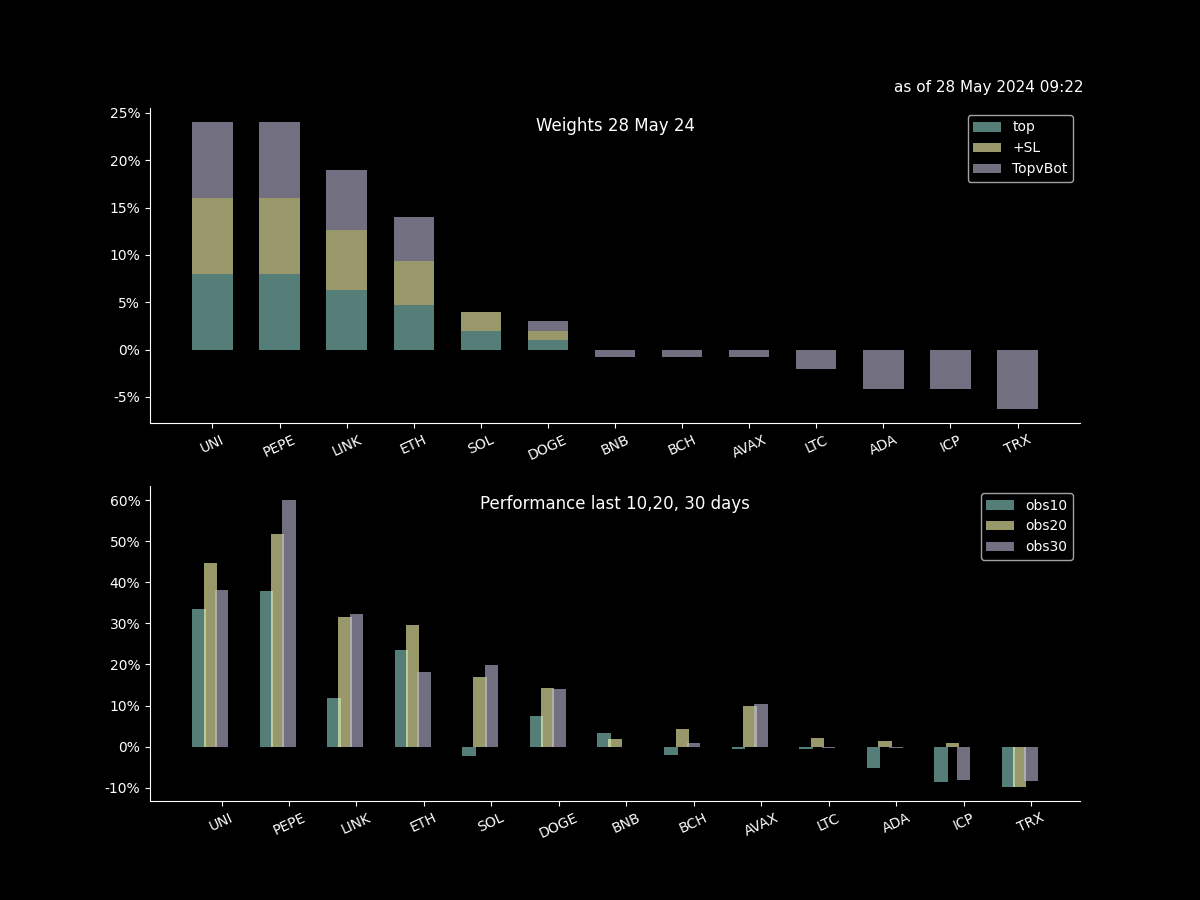 as of 28 May 2024 09:22
Weights 28 May 24
top
+SL
TopvBot
25%
20%
15%
10%
5%
0%
-5%
UNI PEPE LINK ETH SOL DOGE BNB BCH AVAX LTC ADA ICP TRX
Performance last 10,20, 30 days
obs10
obs20
obs30
60%
50%
40%
30%
20%
10%
0%
-10%
UNI PEPE LINK ETH SOL DOGE BNB BCH AVAX LTC ADA ICP TRX